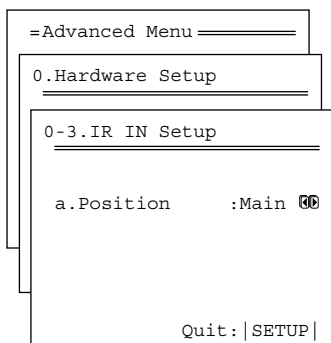 =Advanced Menu
0.Hardware Setup
0-3.IR IN Setup
a.Position :Main
Quit:|SETUP|